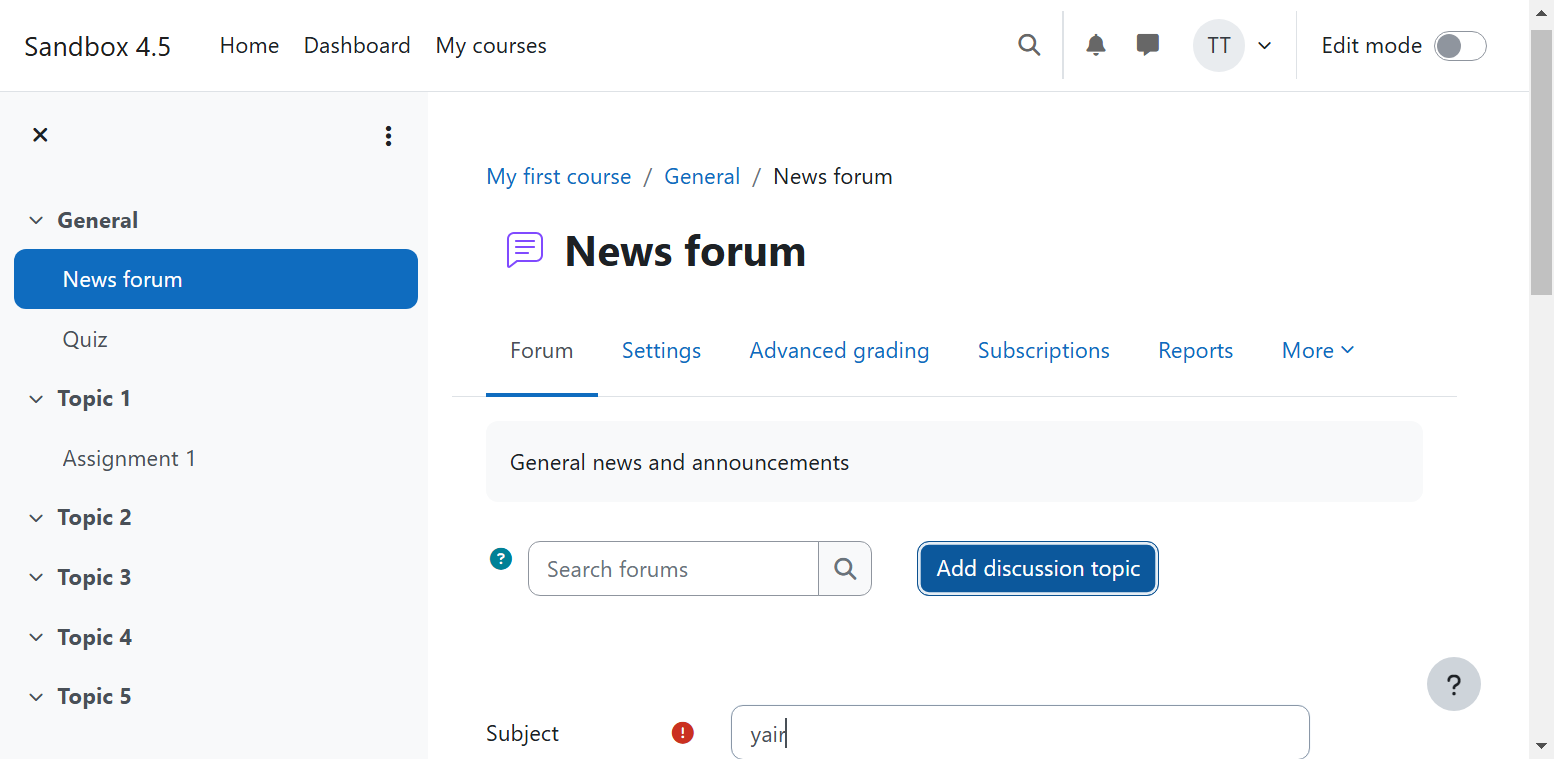 Sandbox 4.5 Home Dashboard My courses TT Edit mode
General
News forum
Quiz
Topic 1
Assignment 1
Topic 2
Topic 3
Topic 4
Topic 5
My first course / General / News forum
News forum
Forum Settings Advanced grading Subscriptions Reports More
General news and announcements
? Search forums Add discussion topic
?
Subject ! yair